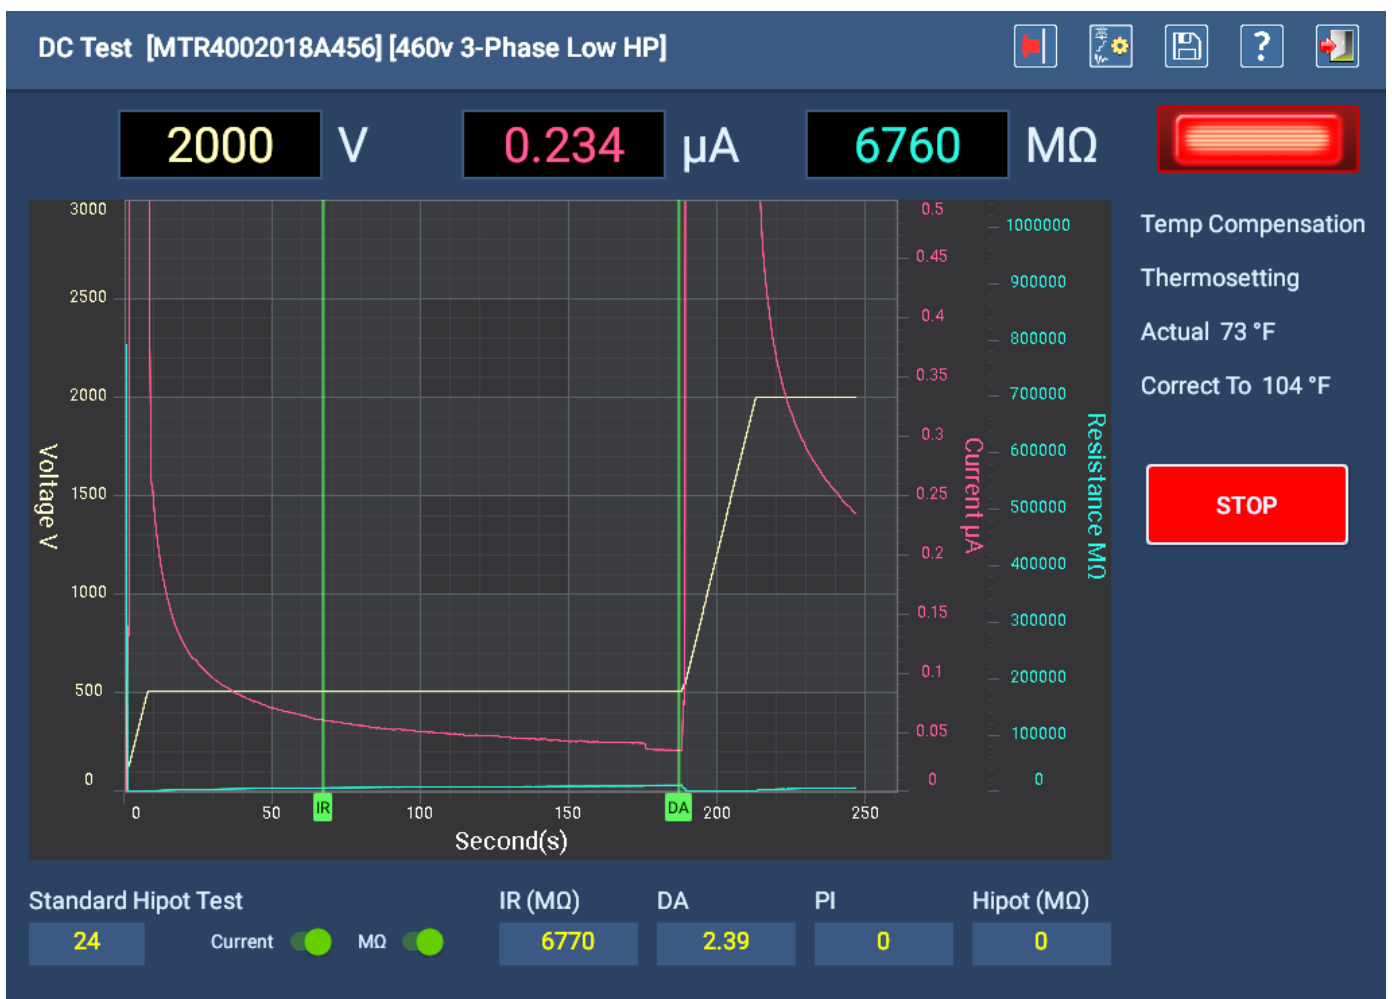 DC Test [MTR4002018A456] [460v 3-Phase Low HP]
?
2000 V 0.234 μA 6760 MΩ
Temp Compensation
Thermosetting
Actual 73 °F
Correct To 104 °F
STOP
3000
2500
2000
1500
1000
500
0
Voltage V
0.5
0.45
0.4
0.35
0.3
0.25
0.2
0.15
0.1
0.05
0
Current μA
1000000
900000
800000
700000
600000
500000
400000
300000
200000
100000
0
Resistance MΩ
0 50 IR 100 150 DA 200 250
Second(s)
Standard Hipot Test IR (MΩ) DA PI Hipot (MΩ)
24 Current MΩ 6770 2.39 0 0